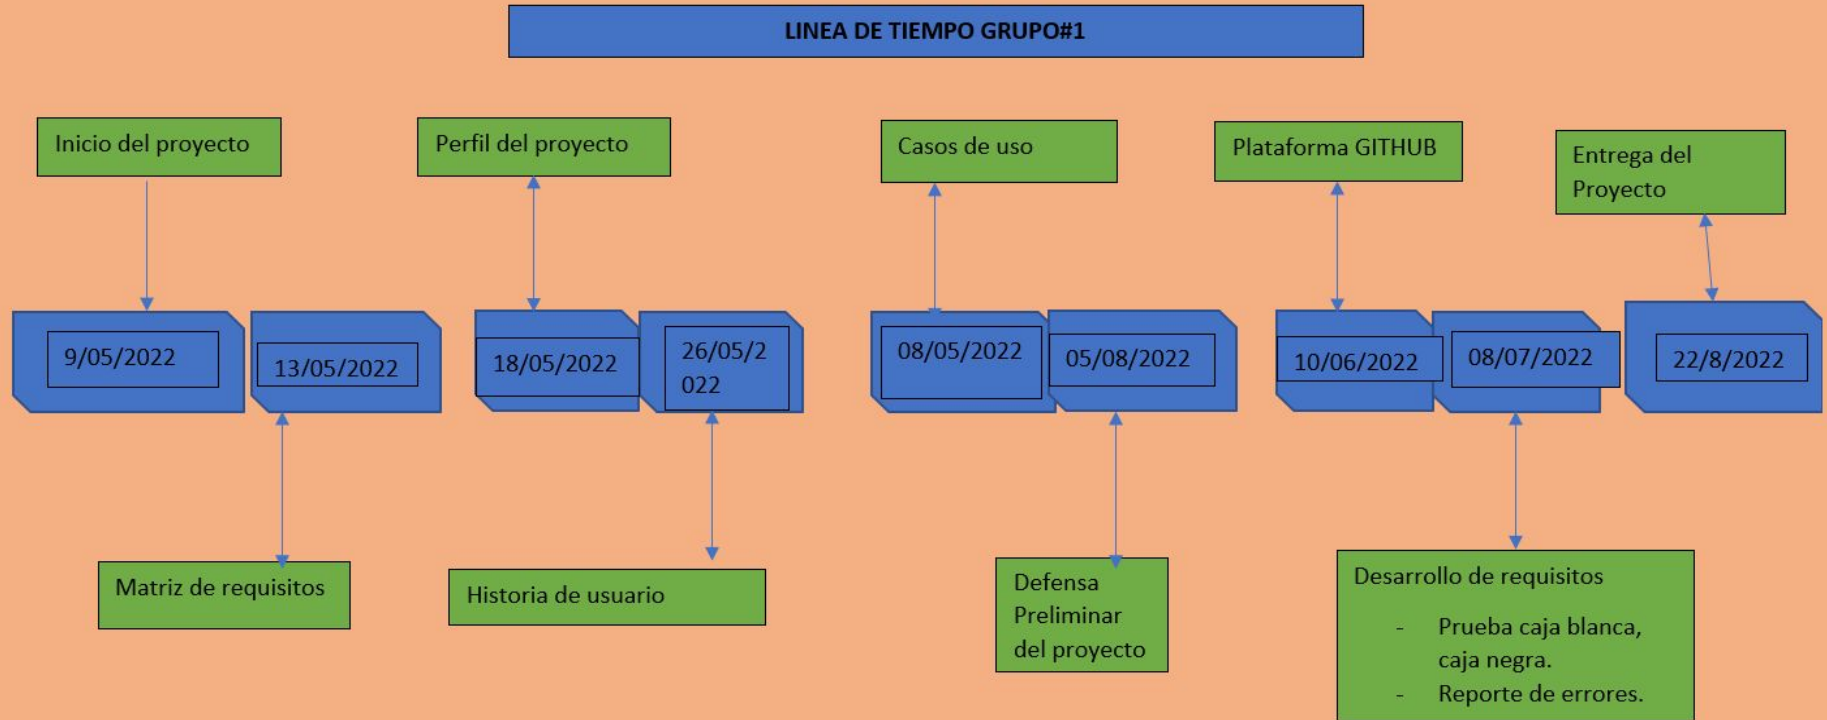 LINEA DE TIEMPO GRUPO#1
Inicio del proyecto
Perfil del proyecto
Casos de uso
Plataforma GITHUB
Entrega del
Proyecto
9/05/2022
13/05/2022
18/05/2022
26/05/2
022
08/05/2022
05/08/2022
10/06/2022
08/07/2022
22/8/2022
Matriz de requisitos
Historia de usuario
Defensa
Preliminar
del proyecto
Desarrollo de requisitos
- Prueba caja blanca,
caja negra.
- Reporte de errores.